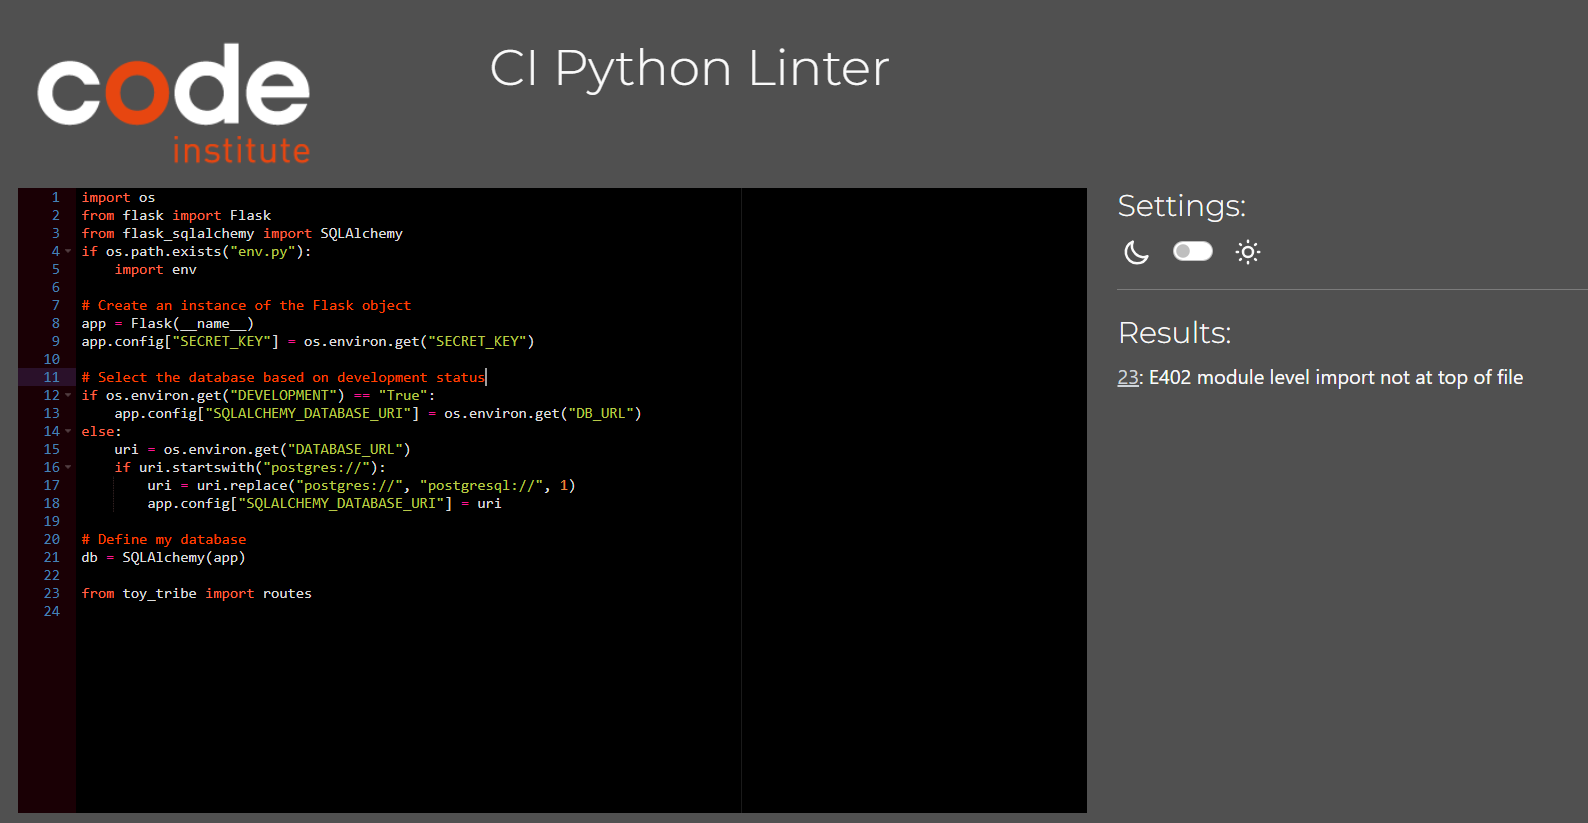 code
institute
CI Python Linter
1 import os
2 from flask import Flask
3 from flask_sqlalchemy import SQLAlchemy
4 if os.path.exists("env.py"):
5     import env
6
7 # Create an instance of the Flask object
8 app = Flask(__name__)
9 app.config["SECRET_KEY"] = os.environ.get("SECRET_KEY")
10
11 # Select the database based on development status
12 if os.environ.get("DEVELOPMENT") == "True":
13     app.config["SQLALCHEMY_DATABASE_URI"] = os.environ.get("DB_URL")
14 else:
15     uri = os.environ.get("DATABASE_URL")
16     if uri.startswith("postgres://"):
17         uri = uri.replace("postgres://", "postgresql://", 1)
18         app.config["SQLALCHEMY_DATABASE_URI"] = uri
19
20 # Define my database
21 db = SQLAlchemy(app)
22
23 from toy_tribe import routes
24
Settings:
Results:
23: E402 module level import not at top of file